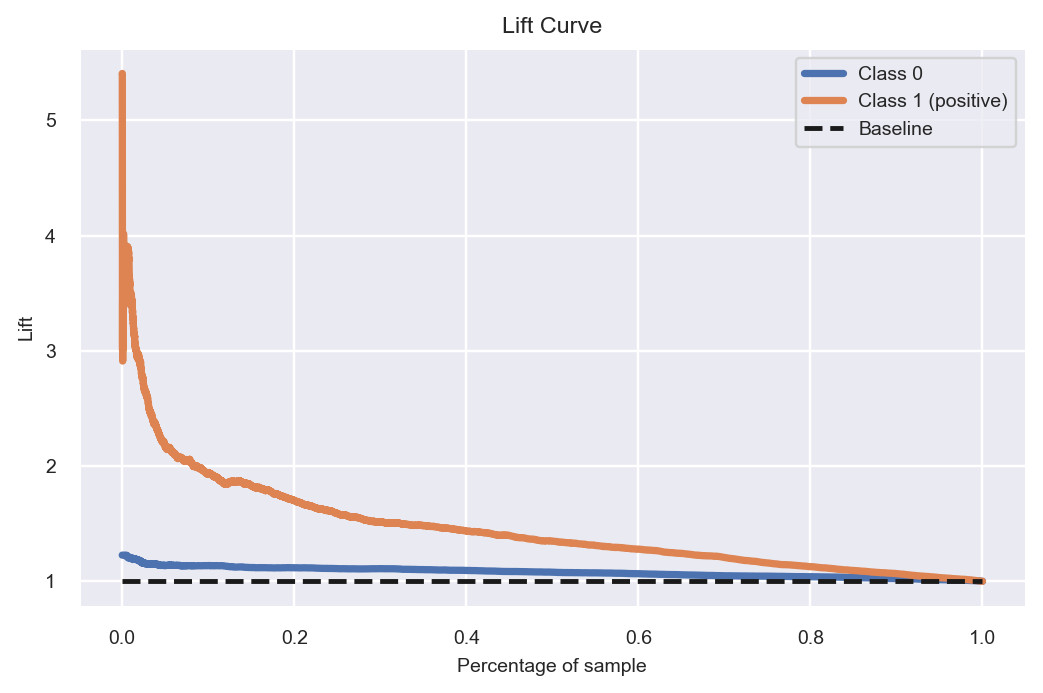 Lift Curve
Class 0
Class 1 (positive)
Baseline
5
4
3
2
1
Lift
0.0 0.2 0.4 0.6 0.8 1.0
Percentage of sample